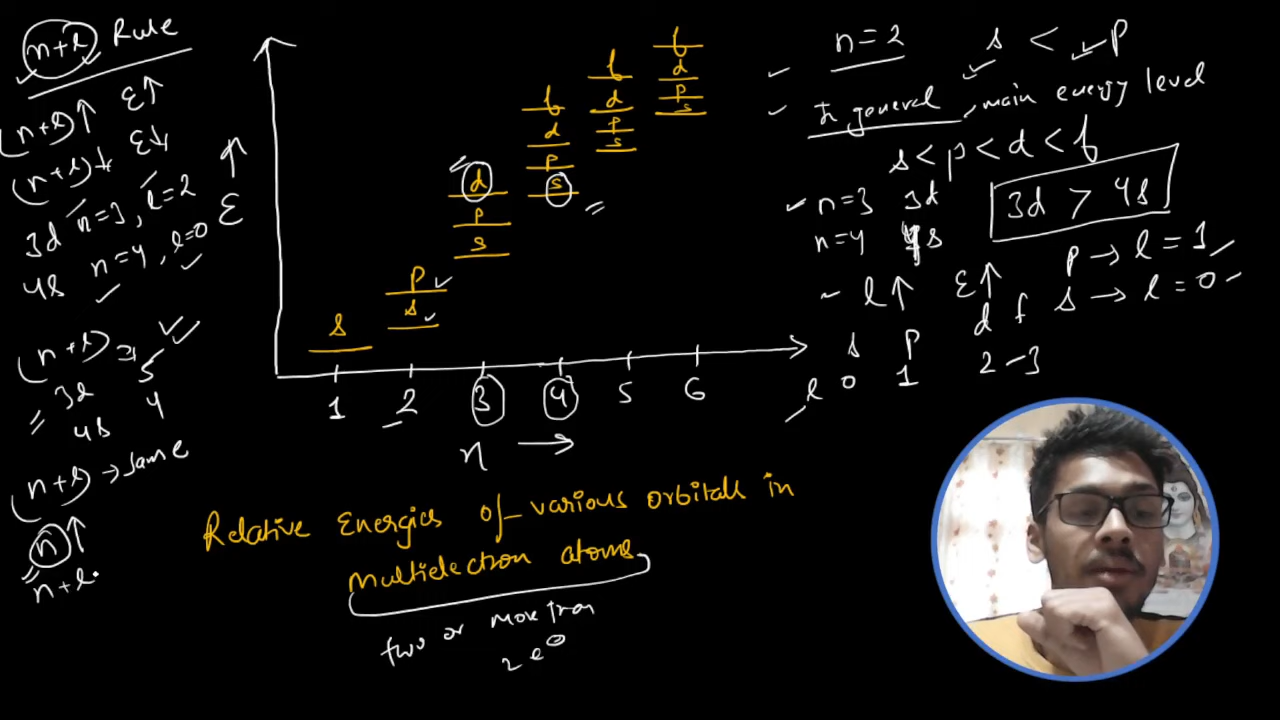 n+l Rule
(n+l)↑ ε↑
(n+l)↓ ε↓
3d n=3, l=2
4s n=4, l=0
(n+l) ⇒
3d 5
4s 4
(n+l) → same
n ↑
n+l
ε ↑
s
s
p
s
p
d
s
p
d
f
s
p
d
f
s
p
d
f
1 2 3 4 5 6
n →
Relative Energies of various orbitals in
multielectron atoms
two or more than
2 e⊖
n=2 s < p
In general, main energy level
s < p < d < f
n=3 3d
n=4 4s
3d > 4s
l↑ ε↑
p → l = 1
s → l = 0
s p d f
l 0 1 2 3